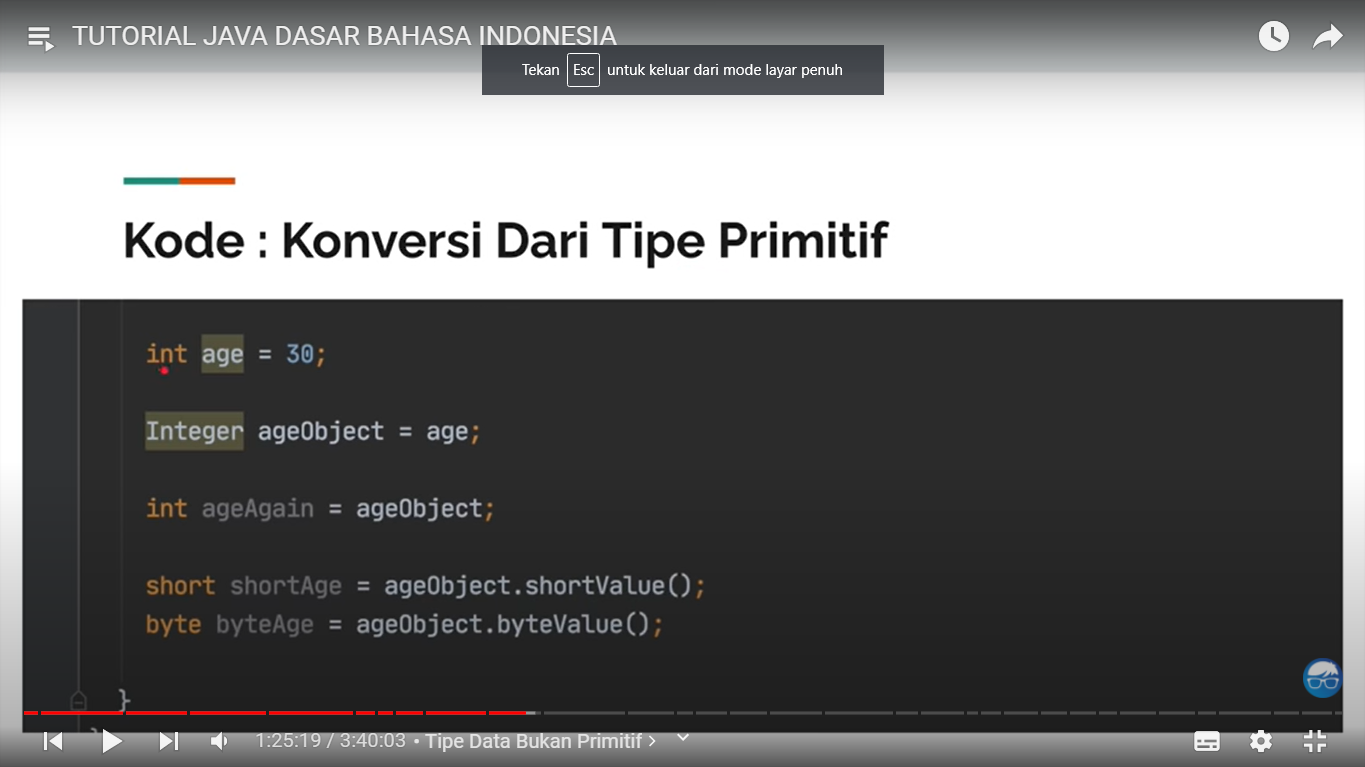 TUTORIAL JAVA DASAR BAHASA INDONESIA
Tekan Esc untuk keluar dari mode layar penuh
Kode : Konversi Dari Tipe Primitif
int age = 30;
Integer ageObject = age;
int ageAgain = ageObject;
short shortAge = ageObject.shortValue();
byte byteAge = ageObject.byteValue();
}
1:25:19 / 3:40:03 • Tipe Data Bukan Primitif